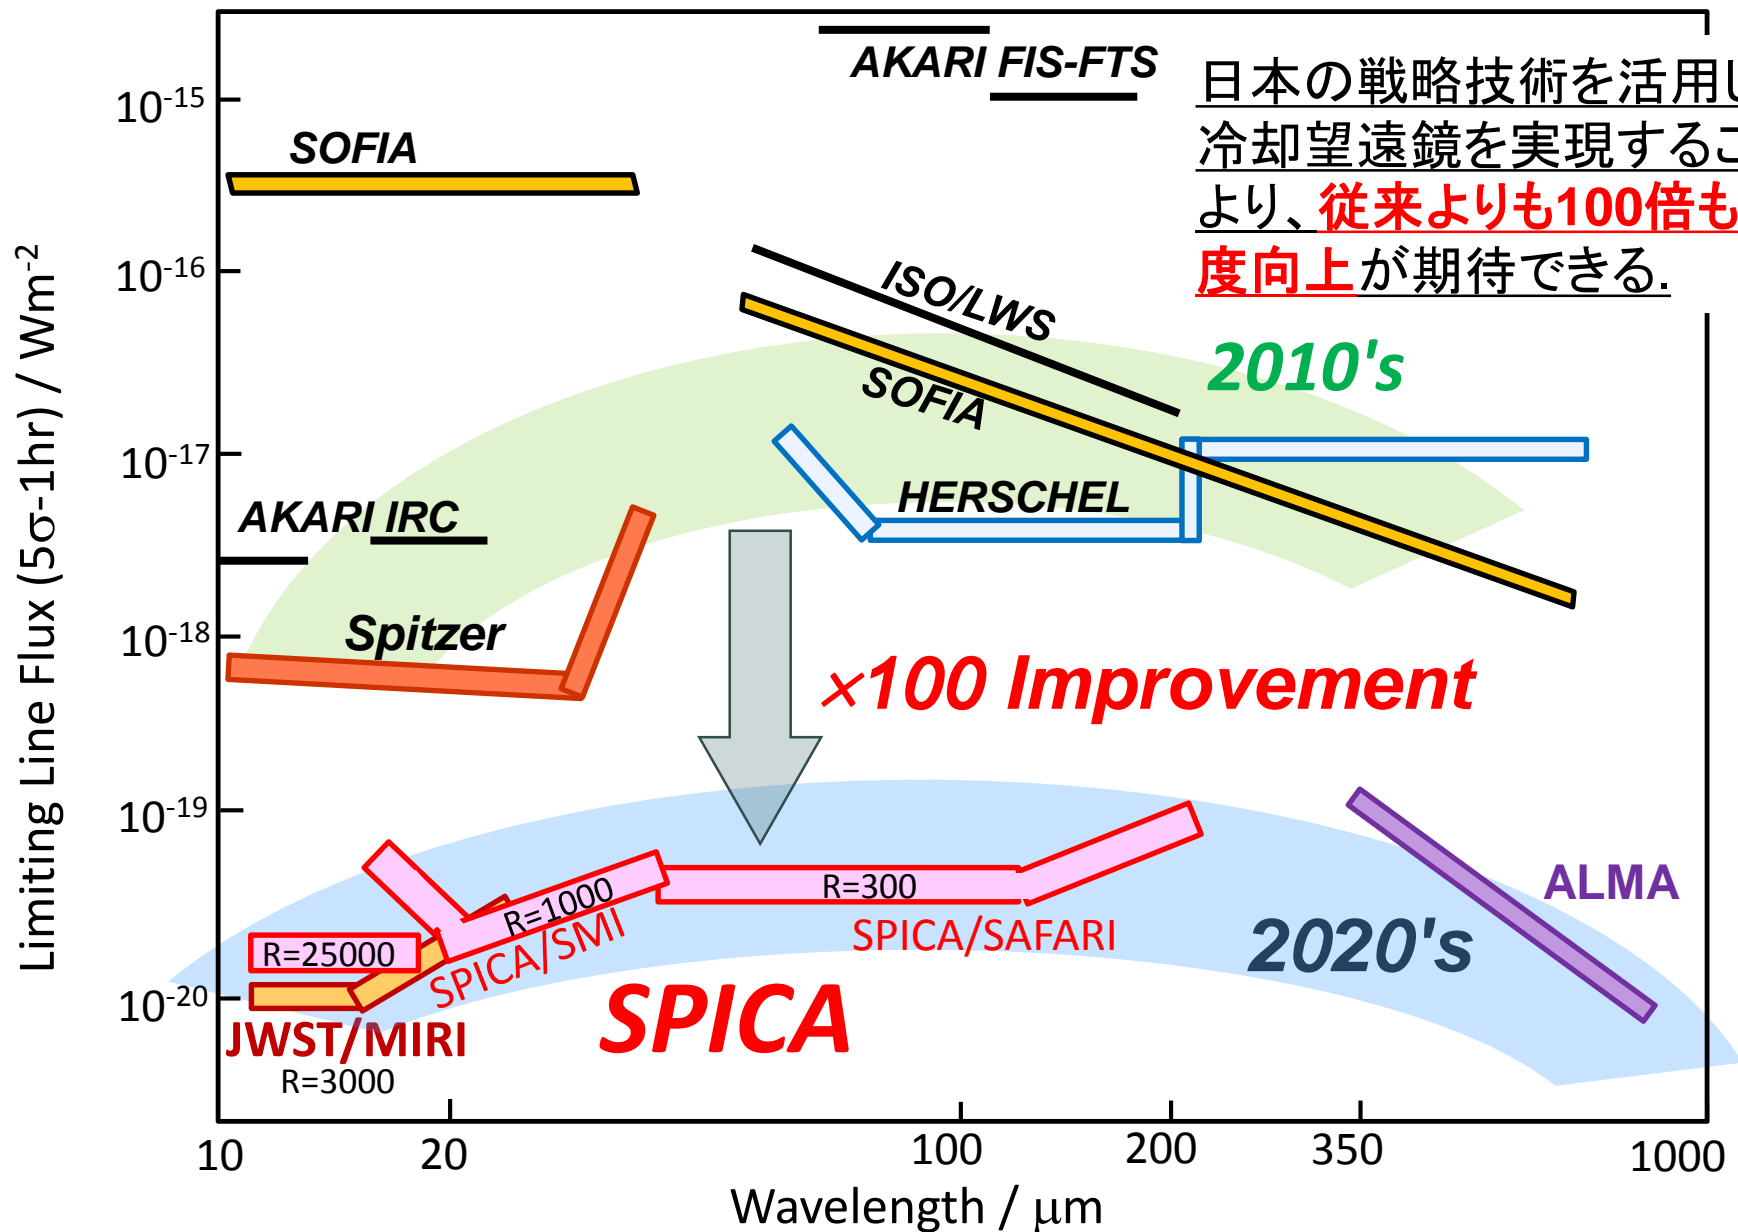 AKARI FIS-FTS
日本の戦略技術を活用し
冷却望遠鏡を実現するこ
より、従来よりも100倍も
度向上が期待できる.
10-15
SOFIA
10-16
ISO/LWS
SOFIA
2010's
10-17
HERSCHEL
AKARI IRC
10-18
Spitzer
×100 Improvement
10-19
ALMA
R=300
R=1000
SPICA/SMI
SPICA/SAFARI
2020's
R=25000
10-20
SPICA
JWST/MIRI
R=3000
10 20 100 200 350 1000
Wavelength / μm
Limiting Line Flux (5σ-1hr) / Wm-2